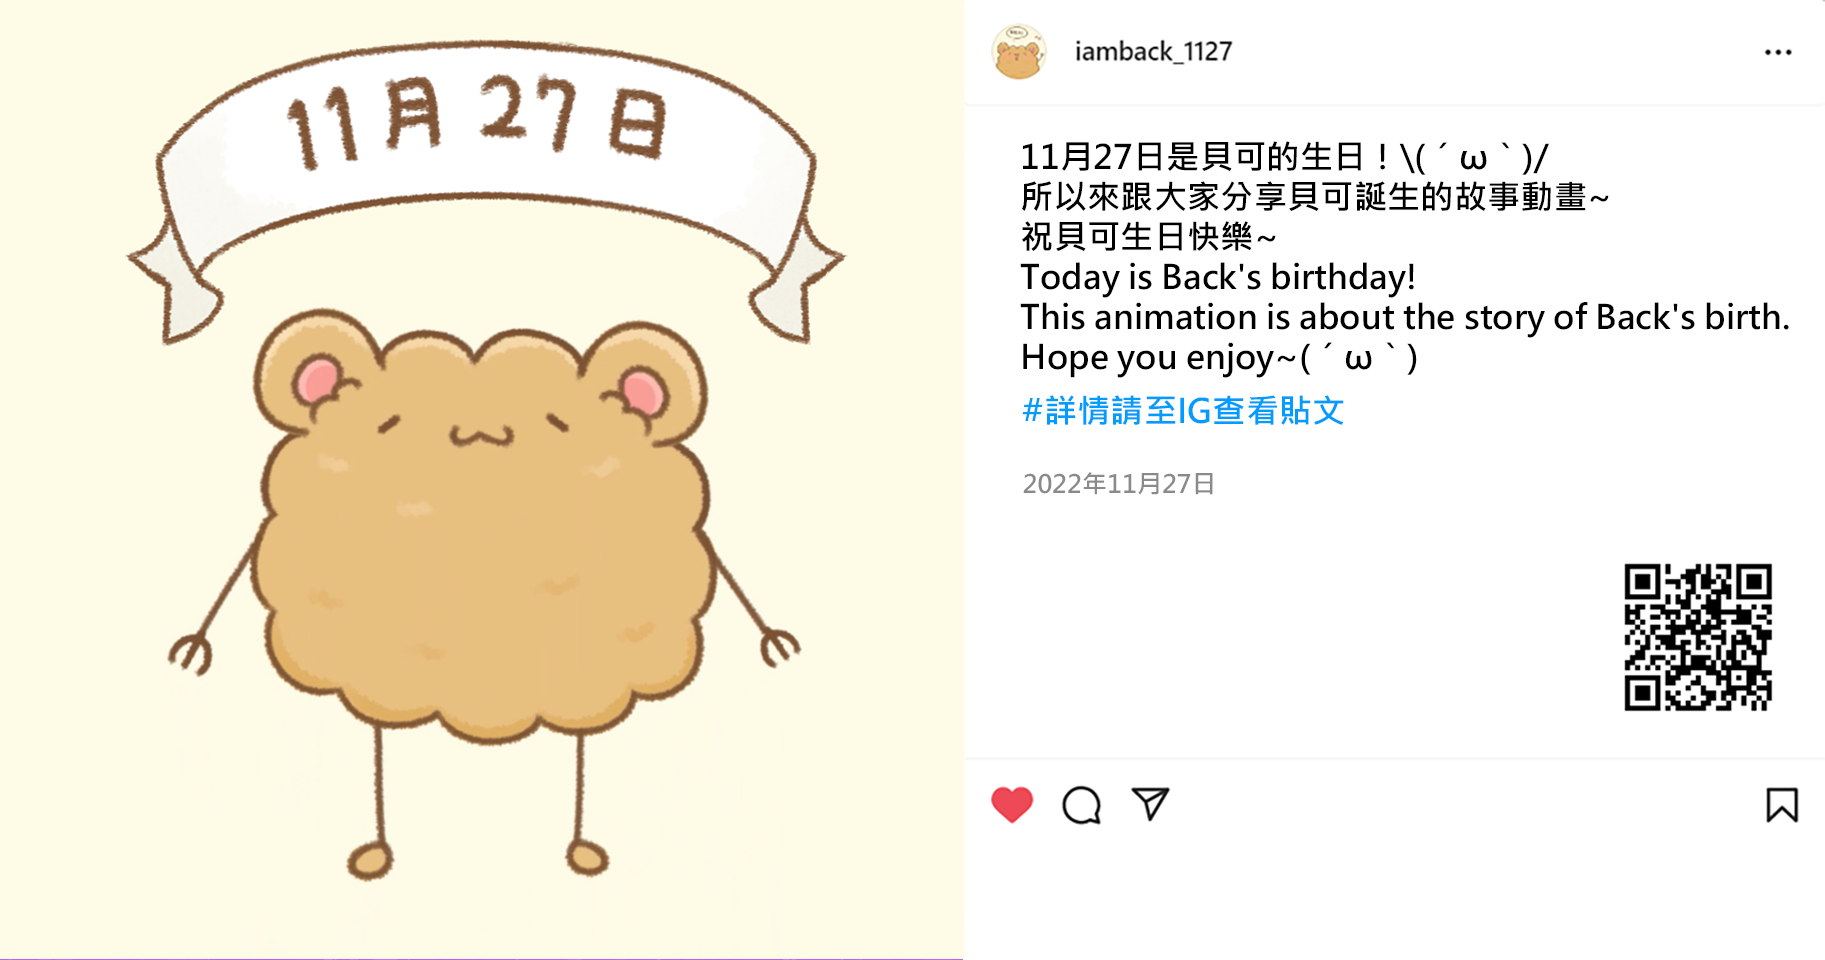 11月27日
iamback_1127
11月27日是貝可的生日！\(´ω`)/
所以來跟大家分享貝可誕生的故事動畫~
祝貝可生日快樂~
Today is Back's birthday!
This animation is about the story of Back's birth.
Hope you enjoy~(´ω`)
#詳情請至IG查看貼文
2022年11月27日